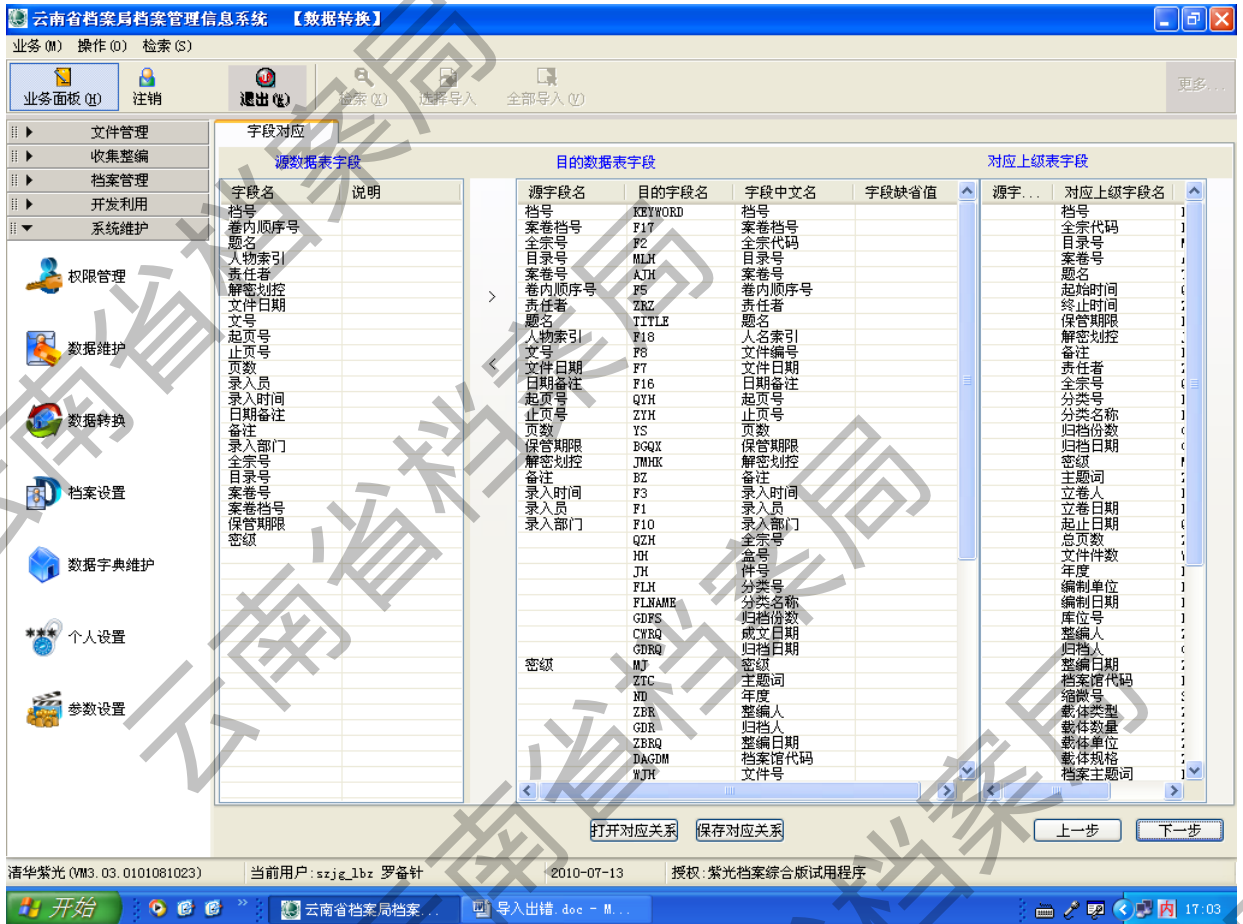 云南省档案局档案管理信息系统 【数据转换】
业务(M) 操作(O) 检索(S)
业务面板(H) 注销 退出(K) 检索(X) 选择导入 全部导入(V) 更多...
文件管理
收集整编
档案管理
开发利用
系统维护
权限管理
数据维护
数据转换
档案设置
数据字典维护
个人设置
参数设置
字段对应
源数据表字段
字段名 说明
档号
卷内顺序号
题名
人物索引
责任者
解密划控
文件日期
文号
起页号
止页号
页数
录入员
录入时间
日期备注
备注
录入部门
全宗号
目录号
案卷号
案卷档号
保管期限
密级
>
<
目的数据表字段
源字段名 目的字段名 字段中文名 字段缺省值
档号 KEYWORD 档号
案卷档号 F17 案卷档号
全宗号 F2 全宗代码
目录号 MLH 目录号
案卷号 AJH 案卷号
卷内顺序号 F5 卷内顺序号
责任者 ZRZ 责任者
题名 TITLE 题名
人物索引 F18 人名索引
文号 F8 文件编号
文件日期 F7 文件日期
日期备注 F16 日期备注
起页号 QYH 起页号
止页号 ZYH 止页号
页数 YS 页数
保管期限 BGQX 保管期限
解密划控 JMHK 解密划控
备注 BZ 备注
录入时间 F3 录入时间
录入员 F1 录入员
录入部门 F10 录入部门
QZH 全宗号
HH 盒号
JH 件号
FLH 分类号
FLNAME 分类名称
GDFS 归档份数
CWRQ 成文日期
GDRQ 归档日期
密级 MJ 密级
ZTC 主题词
ND 年度
ZBR 整编人
GDR 归档人
ZBRQ 整编日期
DAGDM 档案馆代码
WJH 文件号
对应上级表字段
源字... 对应上级字段名
档号
全宗代码
目录号
案卷号
题名
起始时间
终止时间
保管期限
解密划控
备注
责任者
全宗号
分类号
分类名称
归档份数
归档日期
密级
主题词
立卷人
立卷日期
起止日期
总页数
文件件数
年度
编制单位
编制日期
库位号
整编人
归档人
整编日期
档案馆代码
缩微号
载体类型
载体数量
载体单位
载体规格
档案主题词
打开对应关系 保存对应关系 上一步 下一步
清华紫光(VM3.03.0101081023) 当前用户:szjg_lbz 罗备针 2010-07-13 授权:紫光档案综合版试用程序
开始 云南省档案局档案... 导入出错.doc - M... 内 17:03
云南省档案局
云南省档案局
云南省档案局